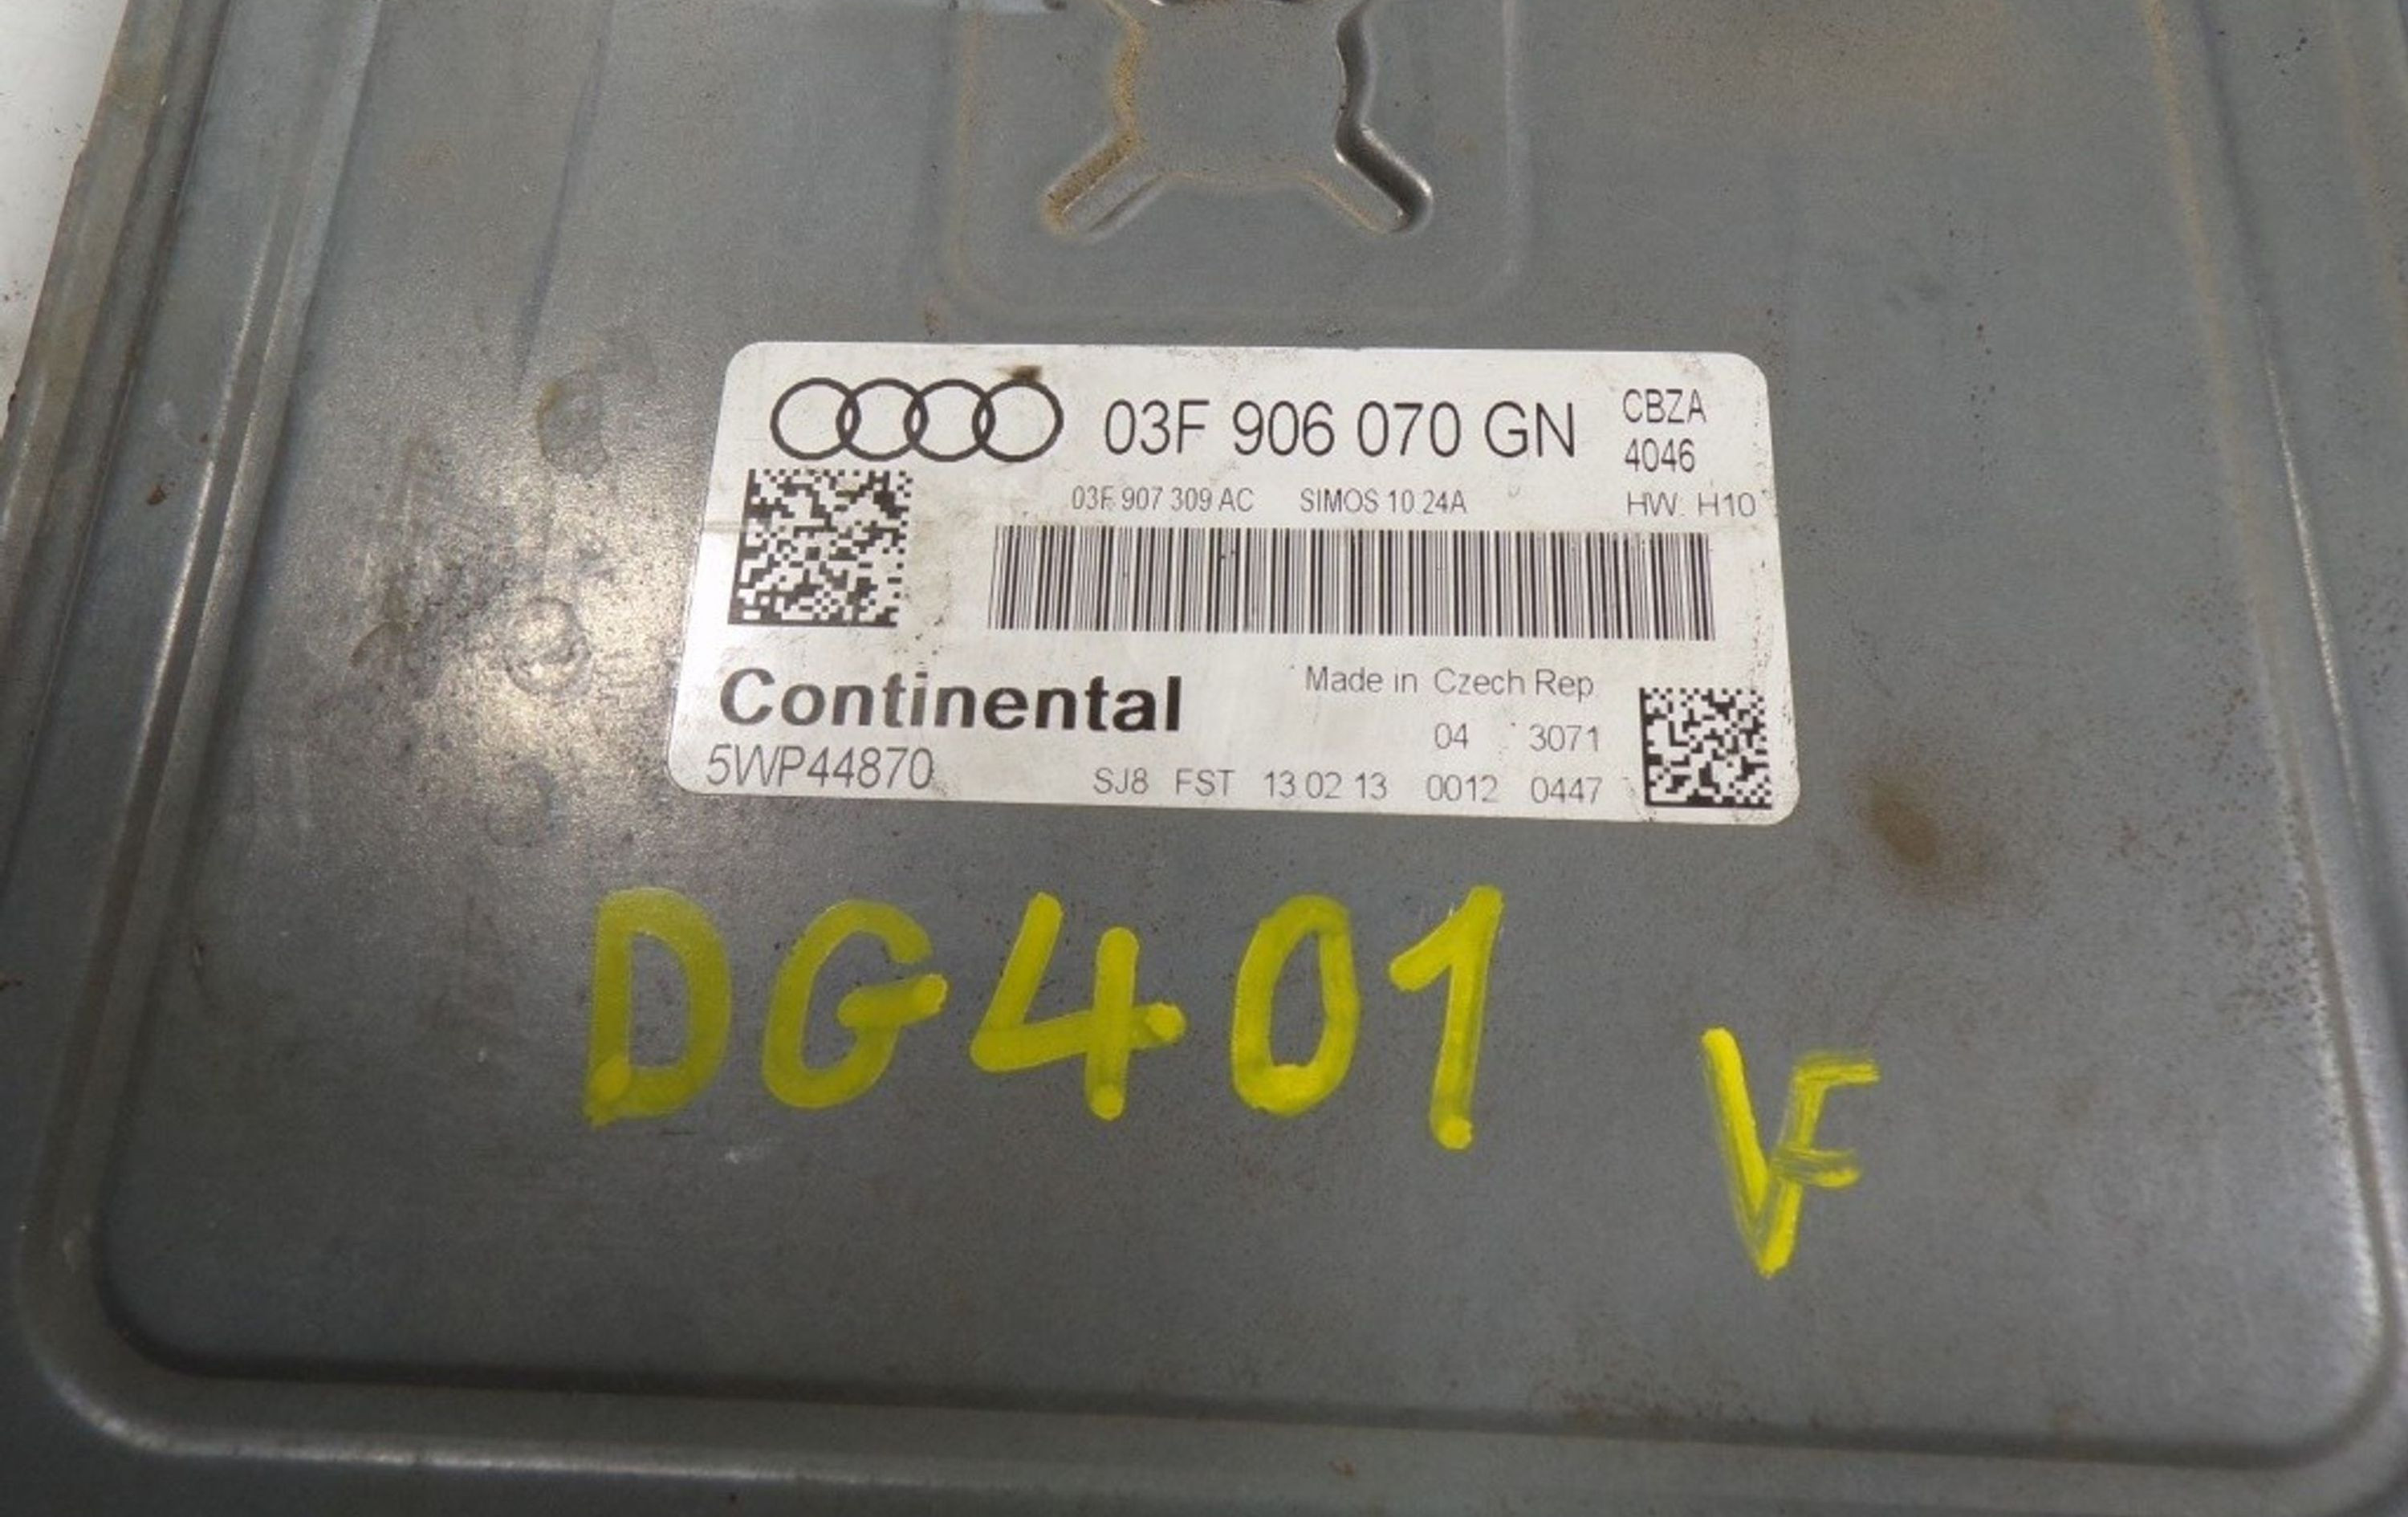 03F 906 070 GN CBZA
4046
03F 907 309 AC SIMOS 10.24A HW: H10
Continental Made in Czech Rep.
04 3071
5WP44870 SJ8 FST 13 02 13 0012 0447
DG401
VF